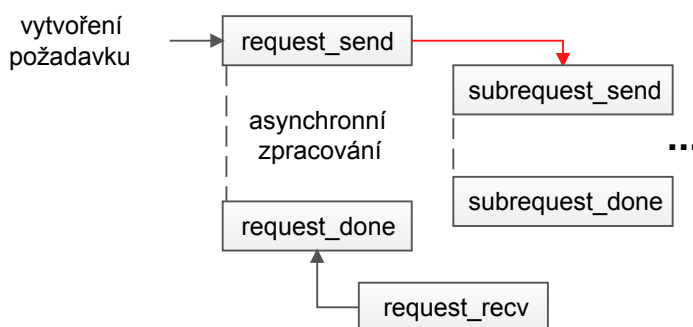 vytvoření
požadavku
request_send
subrequest_send
asynchronní
zpracování
...
subrequest_done
request_done
request_recv